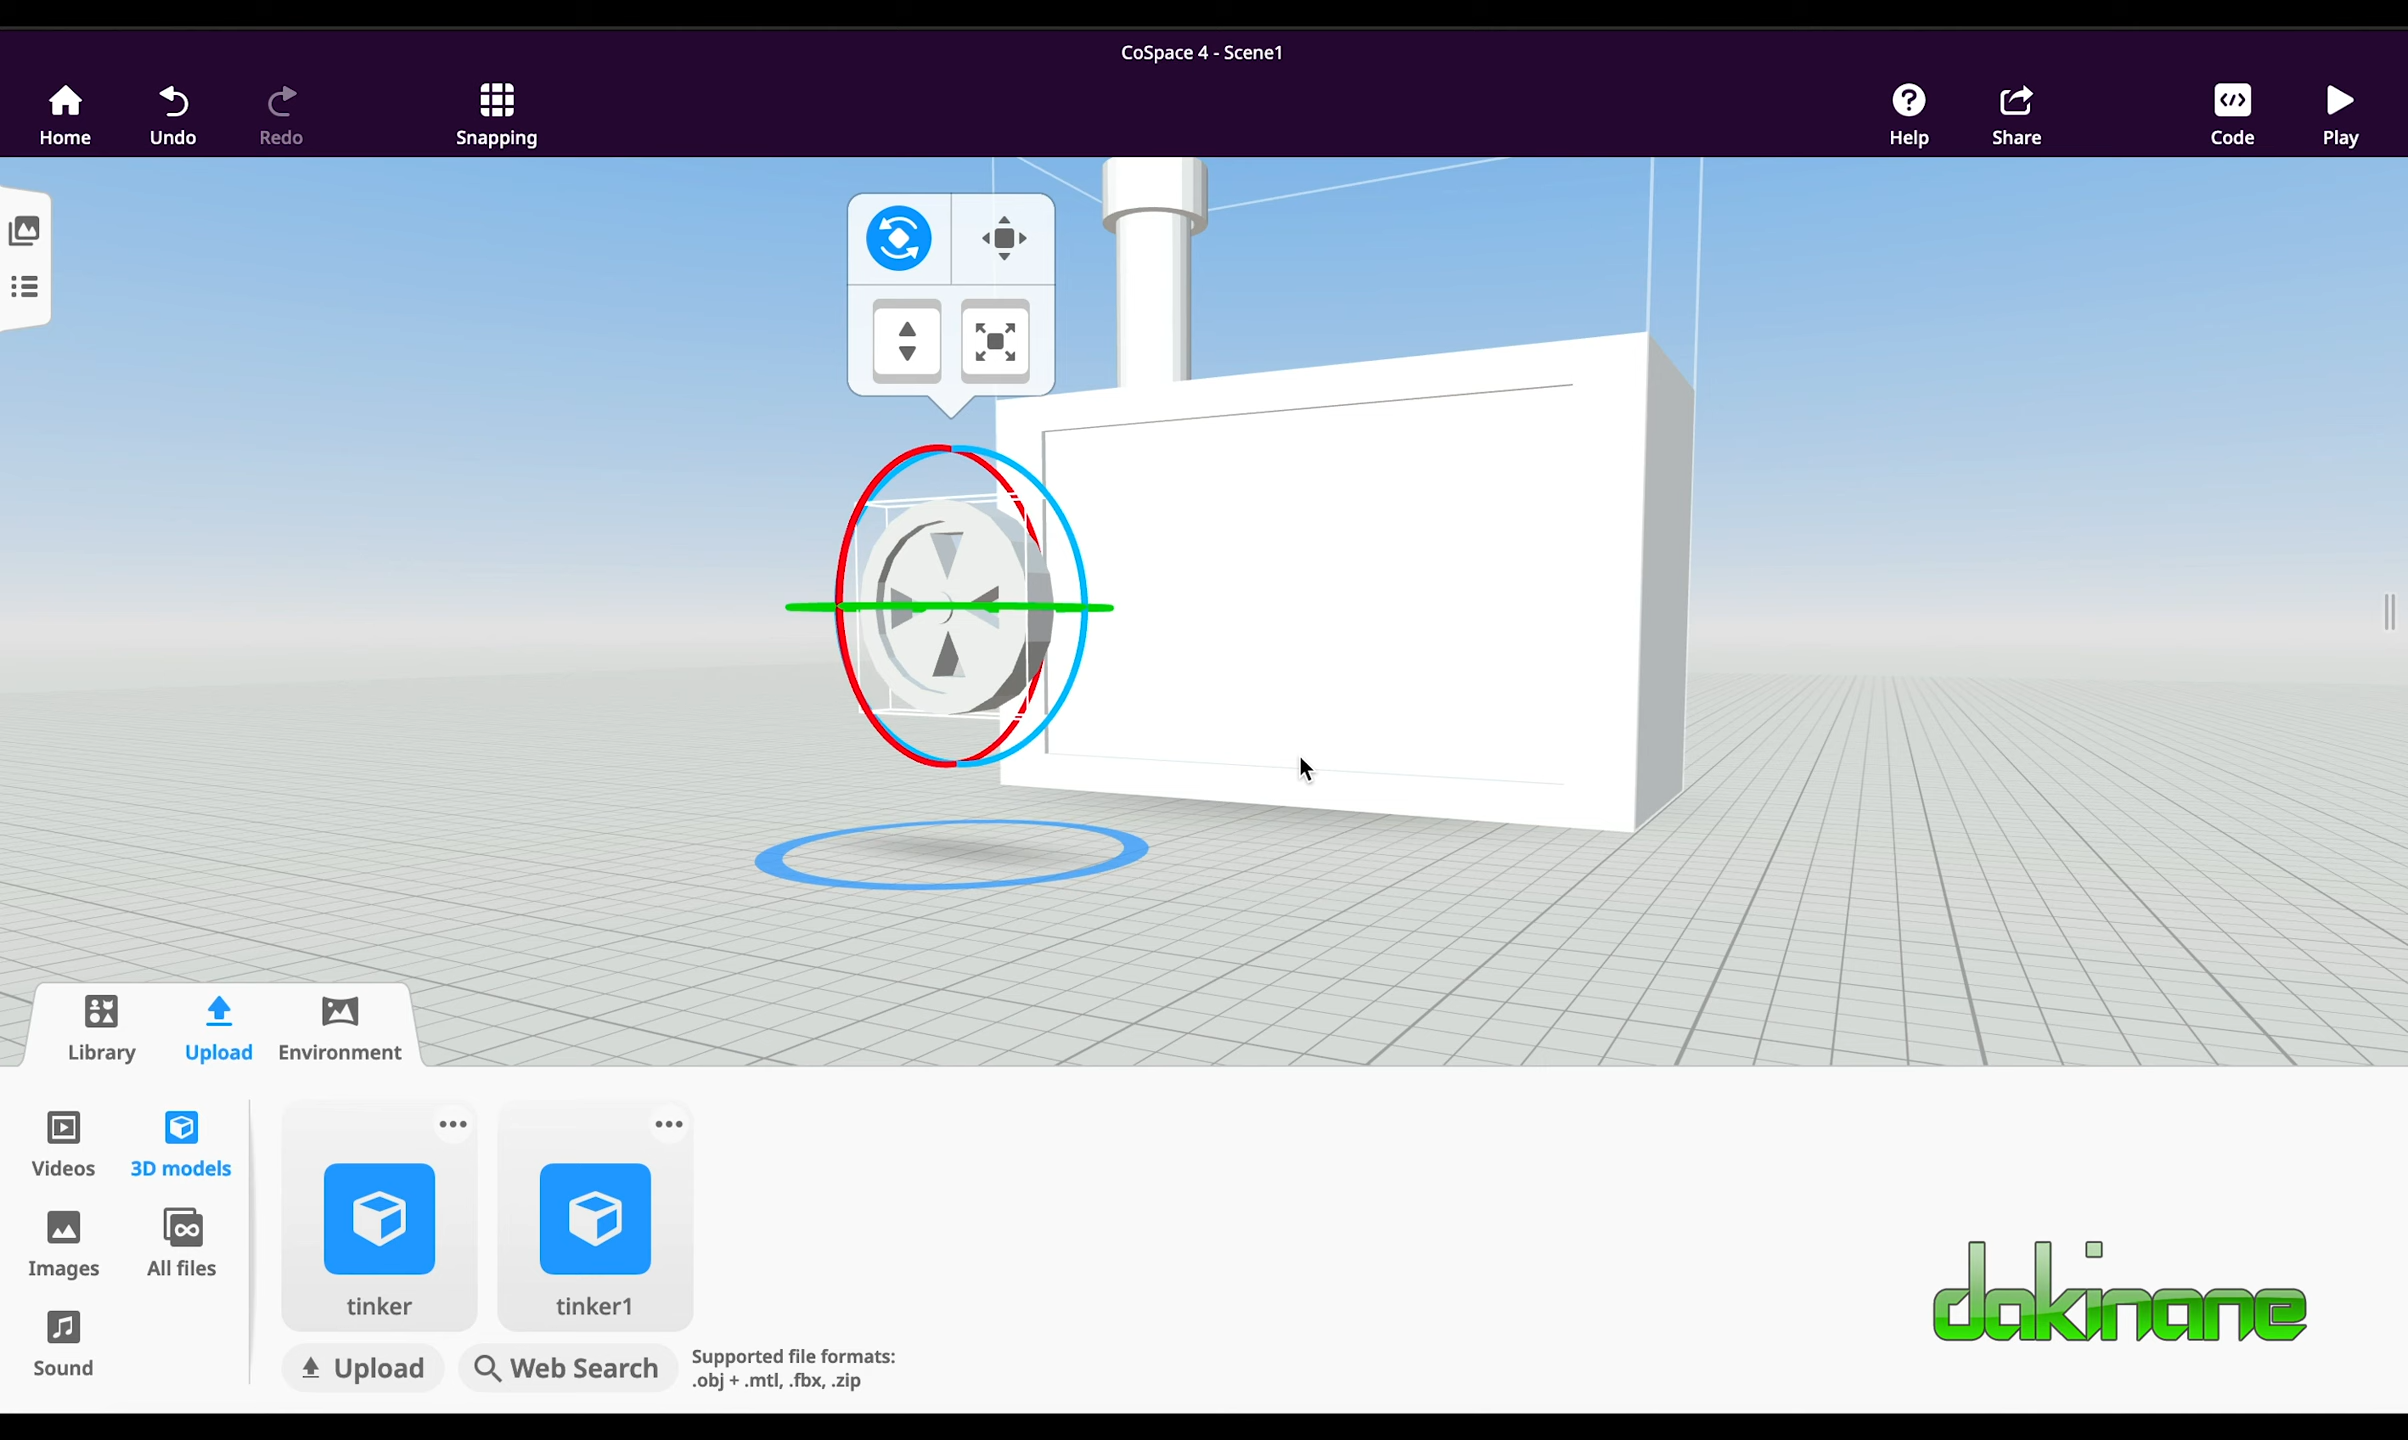 CoSpace 4 - Scene1
Home
Undo
Redo
Snapping
Help
Share
Code
Play
Library
Upload
Environment
Videos
3D models
Images
All files
Sound
tinker
tinker1
Upload
Web Search
Supported file formats:
.obj + .mtl, .fbx, .zip
dakinane